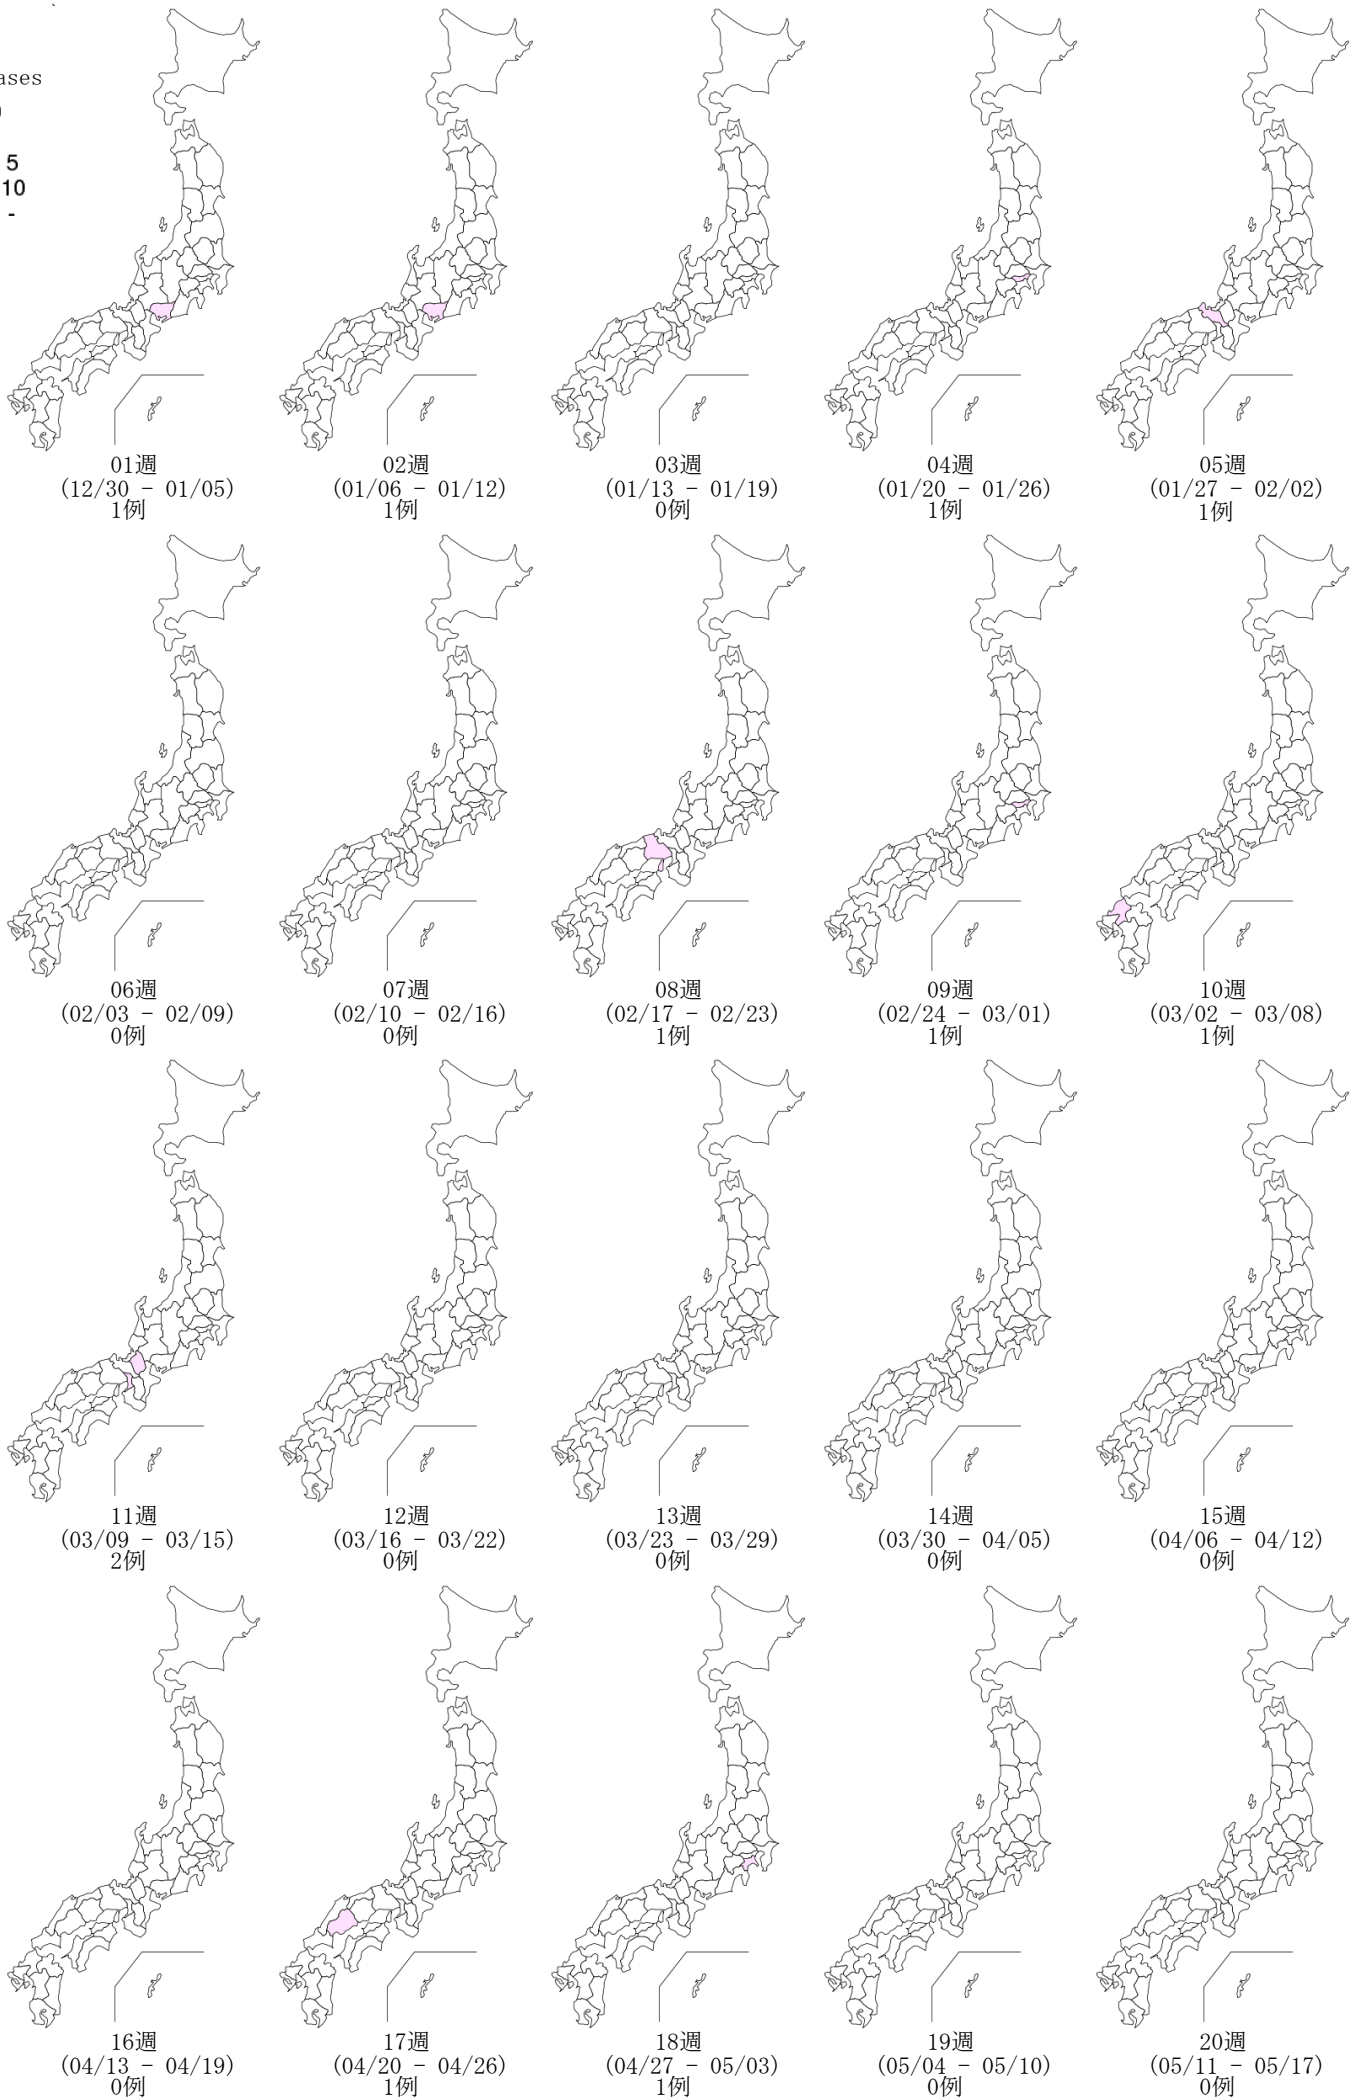 ases
5
10
-
01週
(12/30 - 01/05)
1例
02週
(01/06 - 01/12)
1例
03週
(01/13 - 01/19)
0例
04週
(01/20 - 01/26)
1例
05週
(01/27 - 02/02)
1例
06週
(02/03 - 02/09)
0例
07週
(02/10 - 02/16)
0例
08週
(02/17 - 02/23)
1例
09週
(02/24 - 03/01)
1例
10週
(03/02 - 03/08)
1例
11週
(03/09 - 03/15)
2例
12週
(03/16 - 03/22)
0例
13週
(03/23 - 03/29)
0例
14週
(03/30 - 04/05)
0例
15週
(04/06 - 04/12)
0例
16週
(04/13 - 04/19)
0例
17週
(04/20 - 04/26)
1例
18週
(04/27 - 05/03)
1例
19週
(05/04 - 05/10)
0例
20週
(05/11 - 05/17)
0例